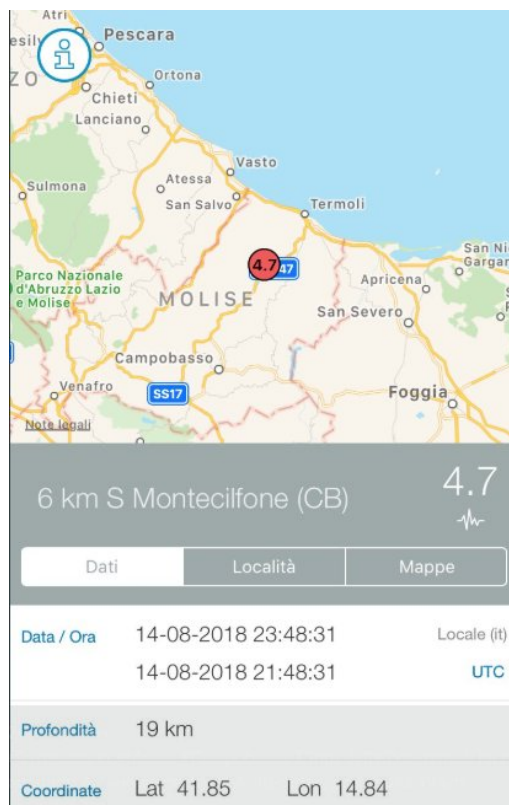 Atri
Pescara
Ortona
Chieti
Lanciano
Vasto
Sulmona
Atessa
San Salvo
Termoli
4.7
47
Parco Nazionale
d'Abruzzo Lazio
e Molise
MOLISE
Apricena
San Severo
Campobasso
Venafro
SS17
Foggia
Note legali
6 km S Montecilfone (CB)
4.7
Dati
Località
Mappe
Data / Ora
14-08-2018 23:48:31
Locale (it)
14-08-2018 21:48:31
UTC
Profondità
19 km
Coordinate
Lat 41.85
Lon 14.84